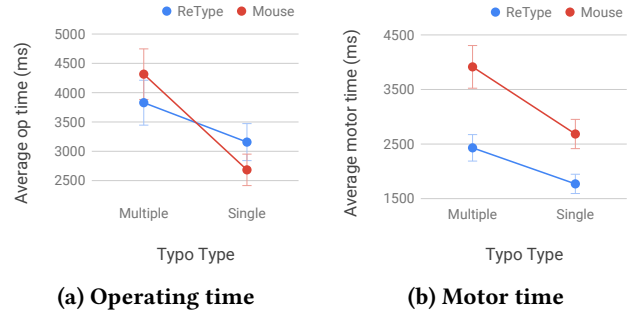 ReType Mouse
Average op time (ms)
5000
4500
4000
3500
3000
2500
Multiple Single
Typo Type
(a) Operating time
ReType Mouse
Average motor time (ms)
4500
3500
2500
1500
Multiple Single
Typo Type
(b) Motor time